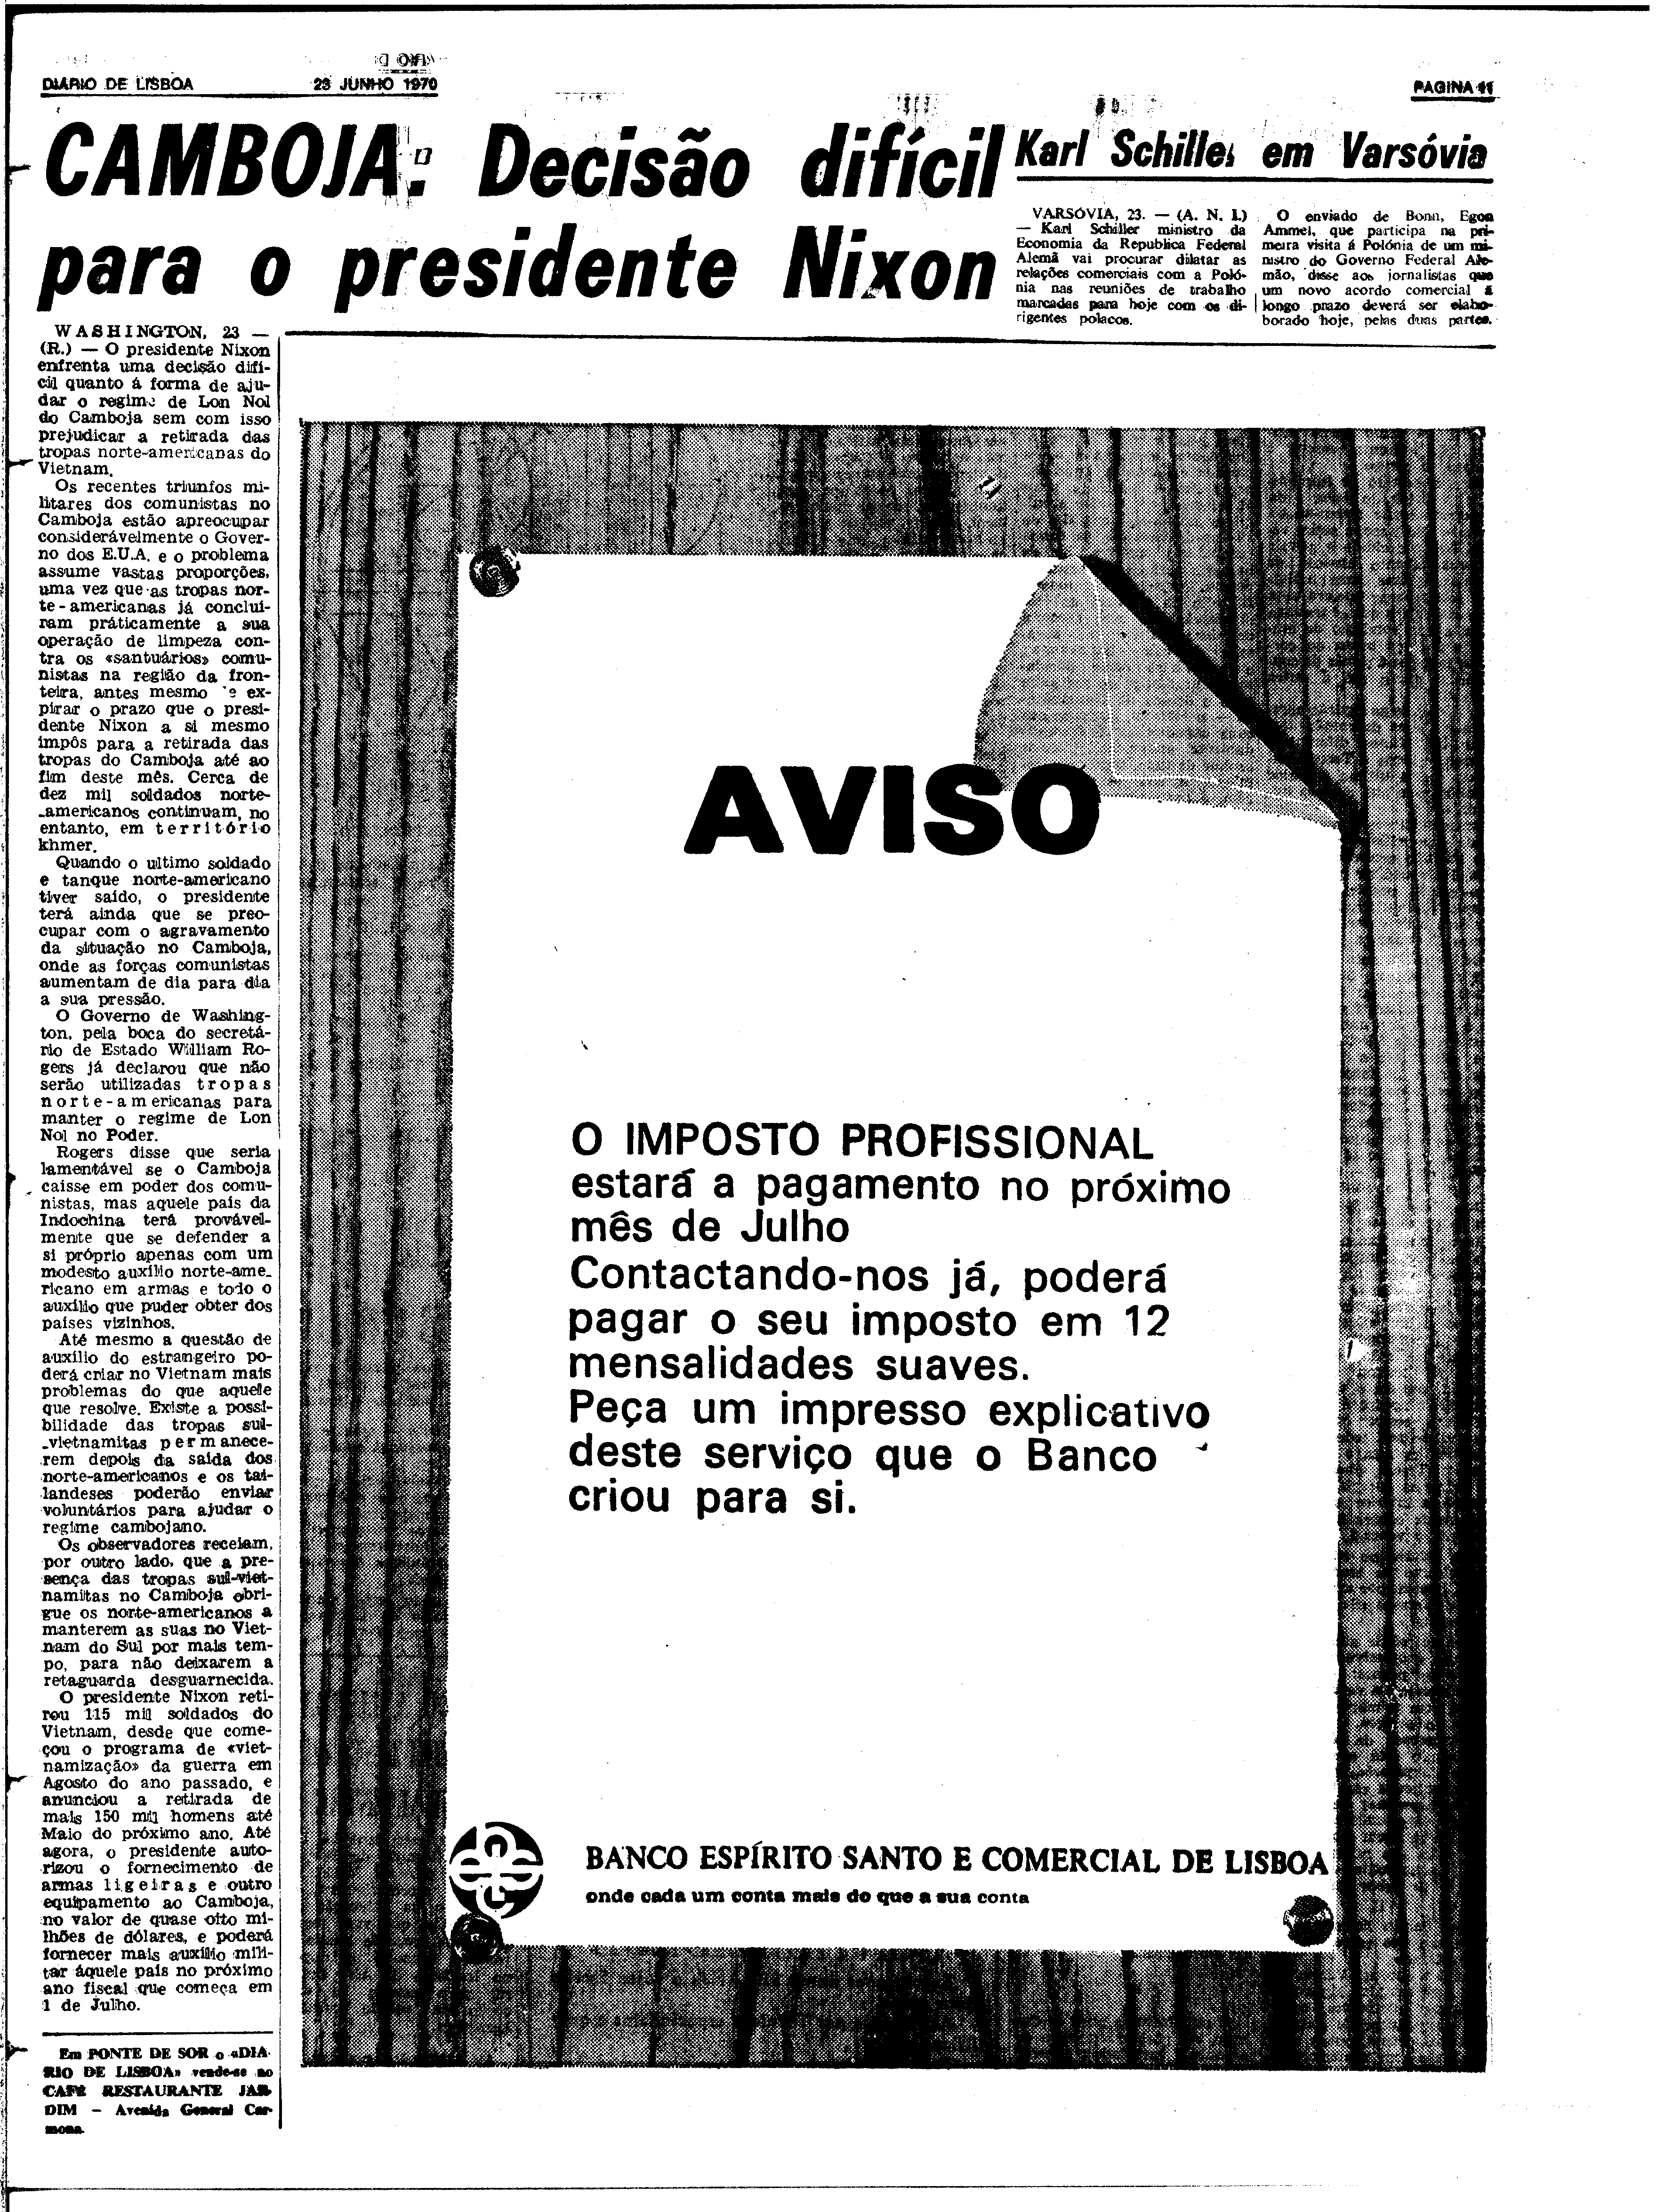 DIÁRIO DE LISBOA
23 JUNHO 1970
PAGINA 11
CAMBOJA: Decisão difícil
para o presidente Nixon
WASHINGTON, 23 —
(R.) — O presidente Nixon
enfrenta uma decisão difí-
cil quanto á forma de aju-
dar o regime de Lon Nol
do Camboja sem com isso
prejudicar a retirada das
tropas norte-americanas do
Vietnam.
Os recentes triunfos mi-
litares dos comunistas no
Camboja estão apreocupar
considerávelmente o Gover-
no dos E.U.A. e o problema
assume vastas proporções,
uma vez que as tropas nor-
te-americanas já conclui-
ram práticamente a sua
operação de limpeza con-
tra os «santuários» comu-
nistas na região da fron-
teira, antes mesmo de ex-
pirar o prazo que o presi-
dente Nixon a si mesmo
impôs para a retirada das
tropas do Camboja até ao
fim deste mês. Cerca de
dez mil soldados norte-
-americanos continuam, no
entanto, em território
khmer.
Quando o ultimo soldado
e tanque norte-americano
tiver saído, o presidente
terá ainda que se preo-
cupar com o agravamento
da situação no Camboja,
onde as forças comunistas
aumentam de dia para dia
a sua pressão.
O Governo de Washing-
ton, pela boca do secretá-
rio de Estado William Ro-
gers já declarou que não
serão utilizadas tropas
norte-americanas para
manter o regime de Lon
Nol no Poder.
Rogers disse que seria
lamentável se o Camboja
caisse em poder dos comu-
nistas, mas aquele país da
Indochina terá provável-
mente que se defender a
si próprio apenas com um
modesto auxilio norte-ame-
ricano em armas e todo o
auxilio que puder obter dos
países vizinhos.
Até mesmo a questão de
auxílio do estrangeiro po-
derá criar no Vietnam mais
problemas do que aquele
que resolve. Existe a possi-
bilidade das tropas sul-
-vietnamitas permanece-
rem depois da saída dos
norte-americanos e os tai-
landeses poderão enviar
voluntários para ajudar o
regime cambojano.
Os observadores receiam,
por outro lado, que a pre-
sença das tropas sul-viet-
namitas no Camboja obri-
gue os norte-americanos a
manterem as suas no Viet-
nam do Sul por mais tem-
po, para não deixarem a
retaguarda desguarnecida.
O presidente Nixon reti-
rou 115 mil soldados do
Vietnam, desde que come-
çou o programa de «viet-
namização» da guerra em
Agosto do ano passado, e
anunciou a retirada de
mais 150 mil homens até
Maio do próximo ano. Até
agora, o presidente auto-
rizou o fornecimento de
armas ligeiras e outro
equipamento ao Camboja,
no valor de quase oito mi-
lhões de dólares, e poderá
fornecer mais auxílio mili-
tar áquele país no próximo
ano fiscal que começa em
1 de Julho.
Em PONTE DE SOR o «DIA-
RIO DE LISBOA» vende-se no
CAFÉ RESTAURANTE JAR-
DIM — Avenida General Car-
mona.
Karl Schiller em Varsóvia
VARSÓVIA, 23. — (A. N. I.)
— Karl Schiller ministro da
Economia da Republica Federal
Alemã vai procurar dilatar as
relações comerciais com a Poló-
nia nas reuniões de trabalho
marcadas para hoje com os di-
rigentes polacos.
O enviado de Bonn, Egon
Ammel, que participa na pri-
meira visita á Polónia de um mi-
nistro do Governo Federal Ale-
mão, disse aos jornalistas que
um novo acordo comercial á
longo prazo deverá ser elabo-
borado hoje, pelas duas partes.
AVISO
O IMPOSTO PROFISSIONAL
estará a pagamento no próximo
mês de Julho
Contactando-nos já, poderá
pagar o seu imposto em 12
mensalidades suaves.
Peça um impresso explicativo
deste serviço que o Banco
criou para si.
BANCO ESPÍRITO SANTO E COMERCIAL DE LISBOA
onde cada um conta mais do que a sua conta